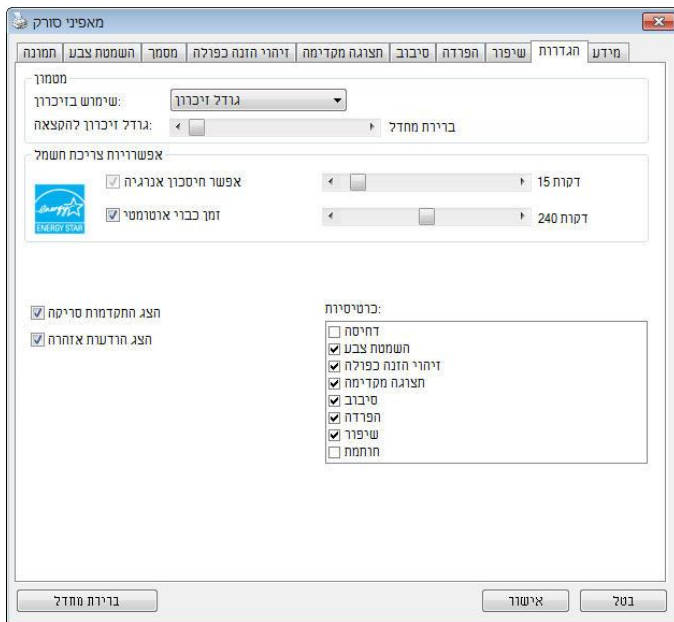 מאפיני סורק
תמונה
השמטת צבע
מסמך
זיהוי הזנה כפולה
תצוגה מקדימה
סיבוב
הפרדה
שיפור
הגדרות
מידע
מטמון
שימוש בזיכרון:
גודל זיכרון
גודל זיכרון להקצאה:
ברירת מחדל
אפשרויות צריכת חשמל
energy
ENERGY STAR
אפשר חיסכון אנרגיה
15 דקות
זמן כבוי אוטומטי
240 דקות
הצג התקדמות סריקה
הצג הודעות אזהרה
כרטיסיות:
דחיסה
השמטת צבע
זיהוי הזנה כפולה
תצוגה מקדימה
סיבוב
הפרדה
שיפור
חותמת
ברירת מחדל
אישור
בטל